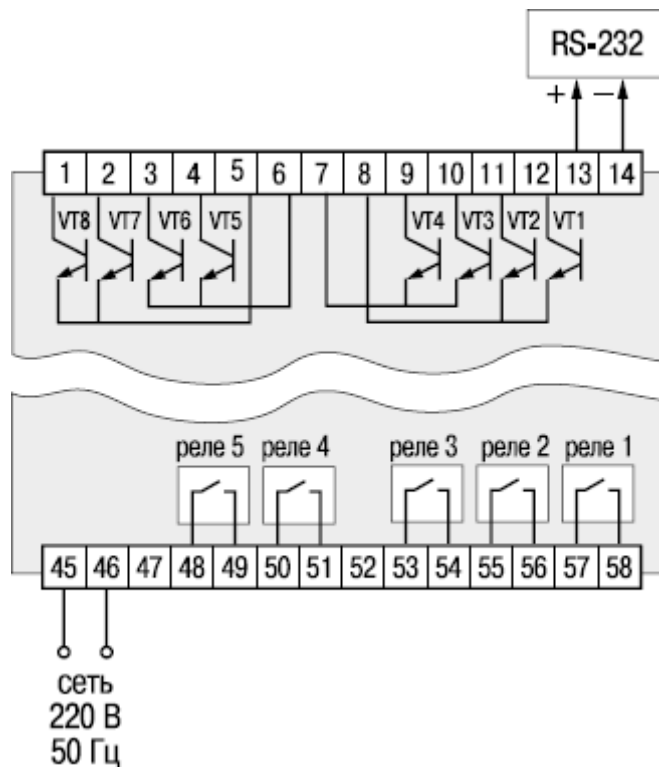 RS-232
+ −
1 2 3 4 5 6 7 8 9 10 11 12 13 14
VT8 VT7 VT6 VT5 VT4 VT3 VT2 VT1
реле 5 реле 4 реле 3 реле 2 реле 1
45 46 47 48 49 50 51 52 53 54 55 56 57 58
сеть
220 В
50 Гц